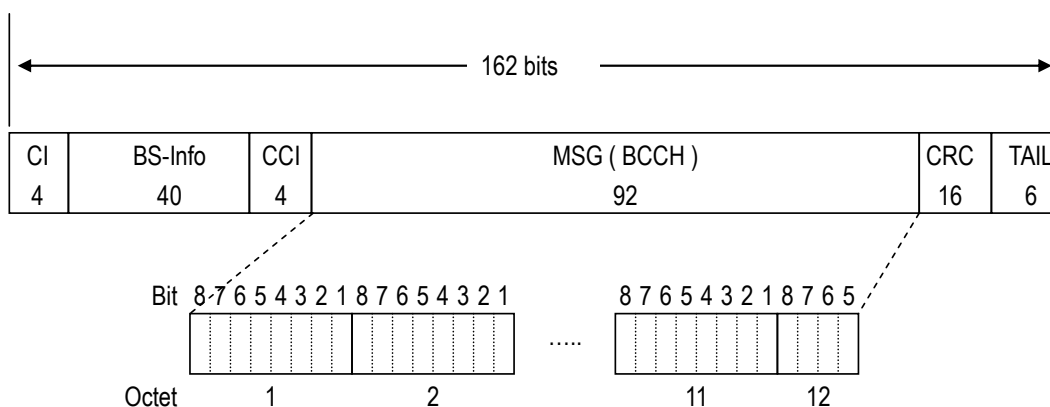 162 bits
CI BS-Info CCI MSG ( BCCH ) CRC TAIL
4 40 4 92 16 6
Bit 8 7 6 5 4 3 2 1 8 7 6 5 4 3 2 1 8 7 6 5 4 3 2 1 8 7 6 5
.....
Octet 1 2 11 12